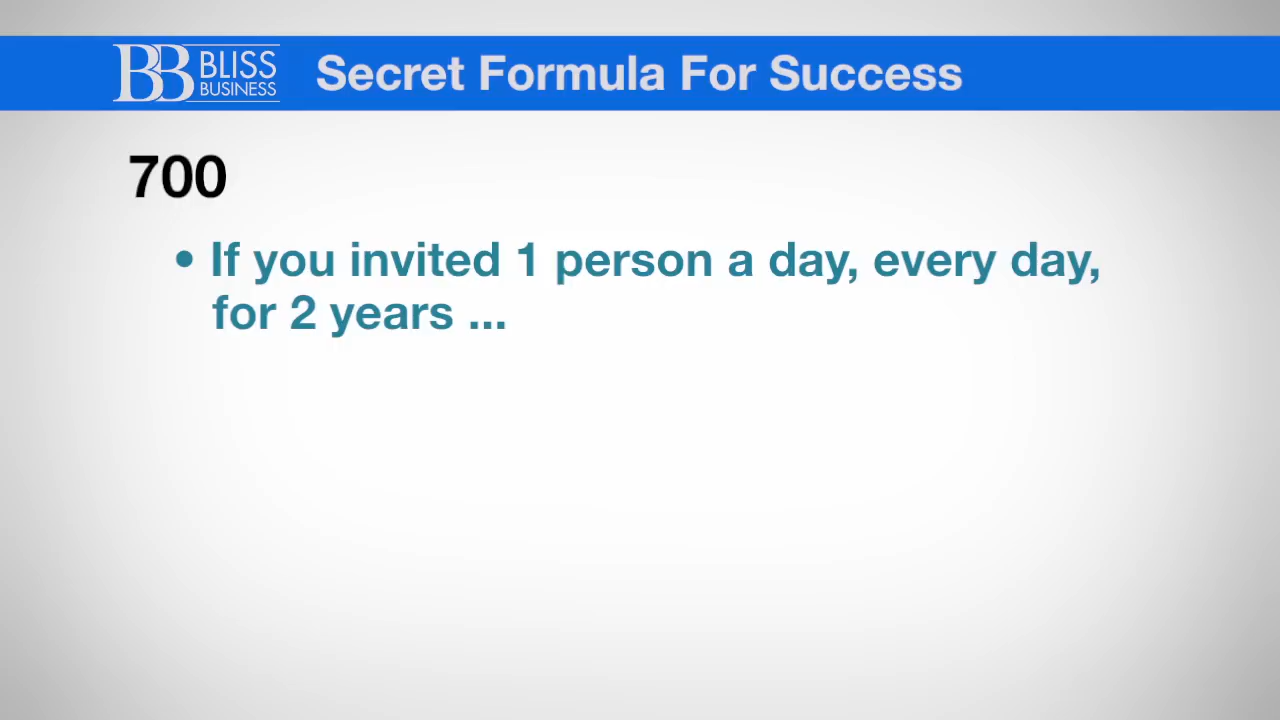 BB BLISS
BUSINESS
Secret Formula For Success
700
• If you invited 1 person a day, every day,
for 2 years ...